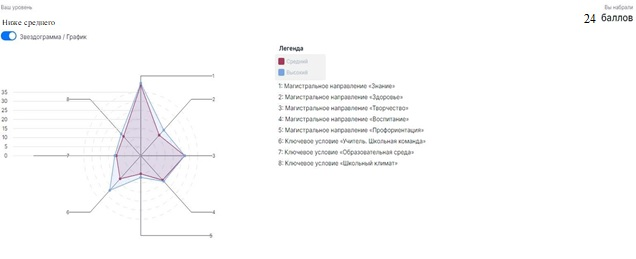 Ваш уровень
Вы набрали
Ниже среднего
24 баллов
Звездограмма / График
Легенда
Средний
Высокий
1: Магистральное направление «Знание»
2: Магистральное направление «Здоровье»
3: Магистральное направление «Творчество»
4: Магистральное направление «Воспитание»
5: Магистральное направление «Профориентация»
6: Ключевое условие «Учитель. Школьная команда»
7: Ключевое условие «Образовательная среда»
8: Ключевое условие «Школьный климат»
1
8
2
35
30
25
20
15
10
5
0
7
3
6
4
5